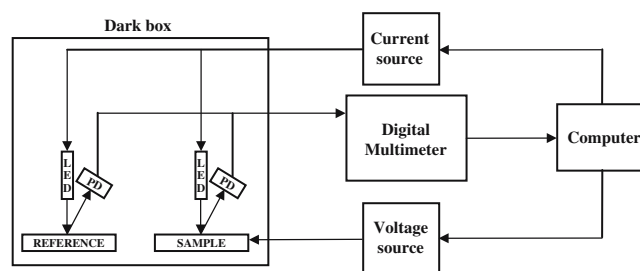 Dark box
Current
source
Digital
Multimeter
Computer
LED
PD
LED
PD
REFERENCE
SAMPLE
Voltage
source